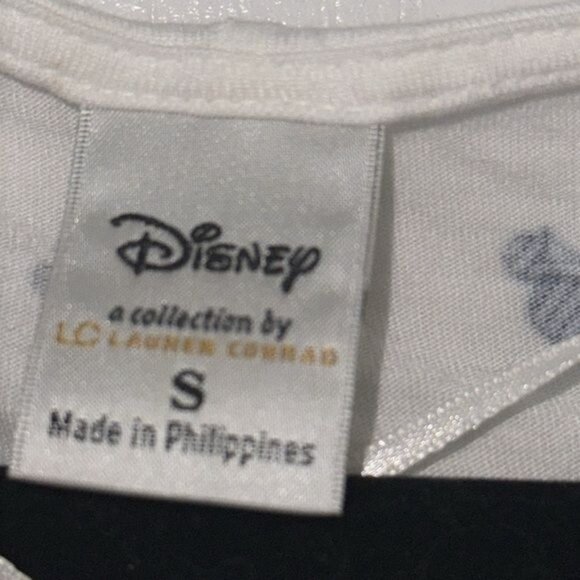 Disney
a collection by
LC LAUREN CONRAD
S
Made in Philippines